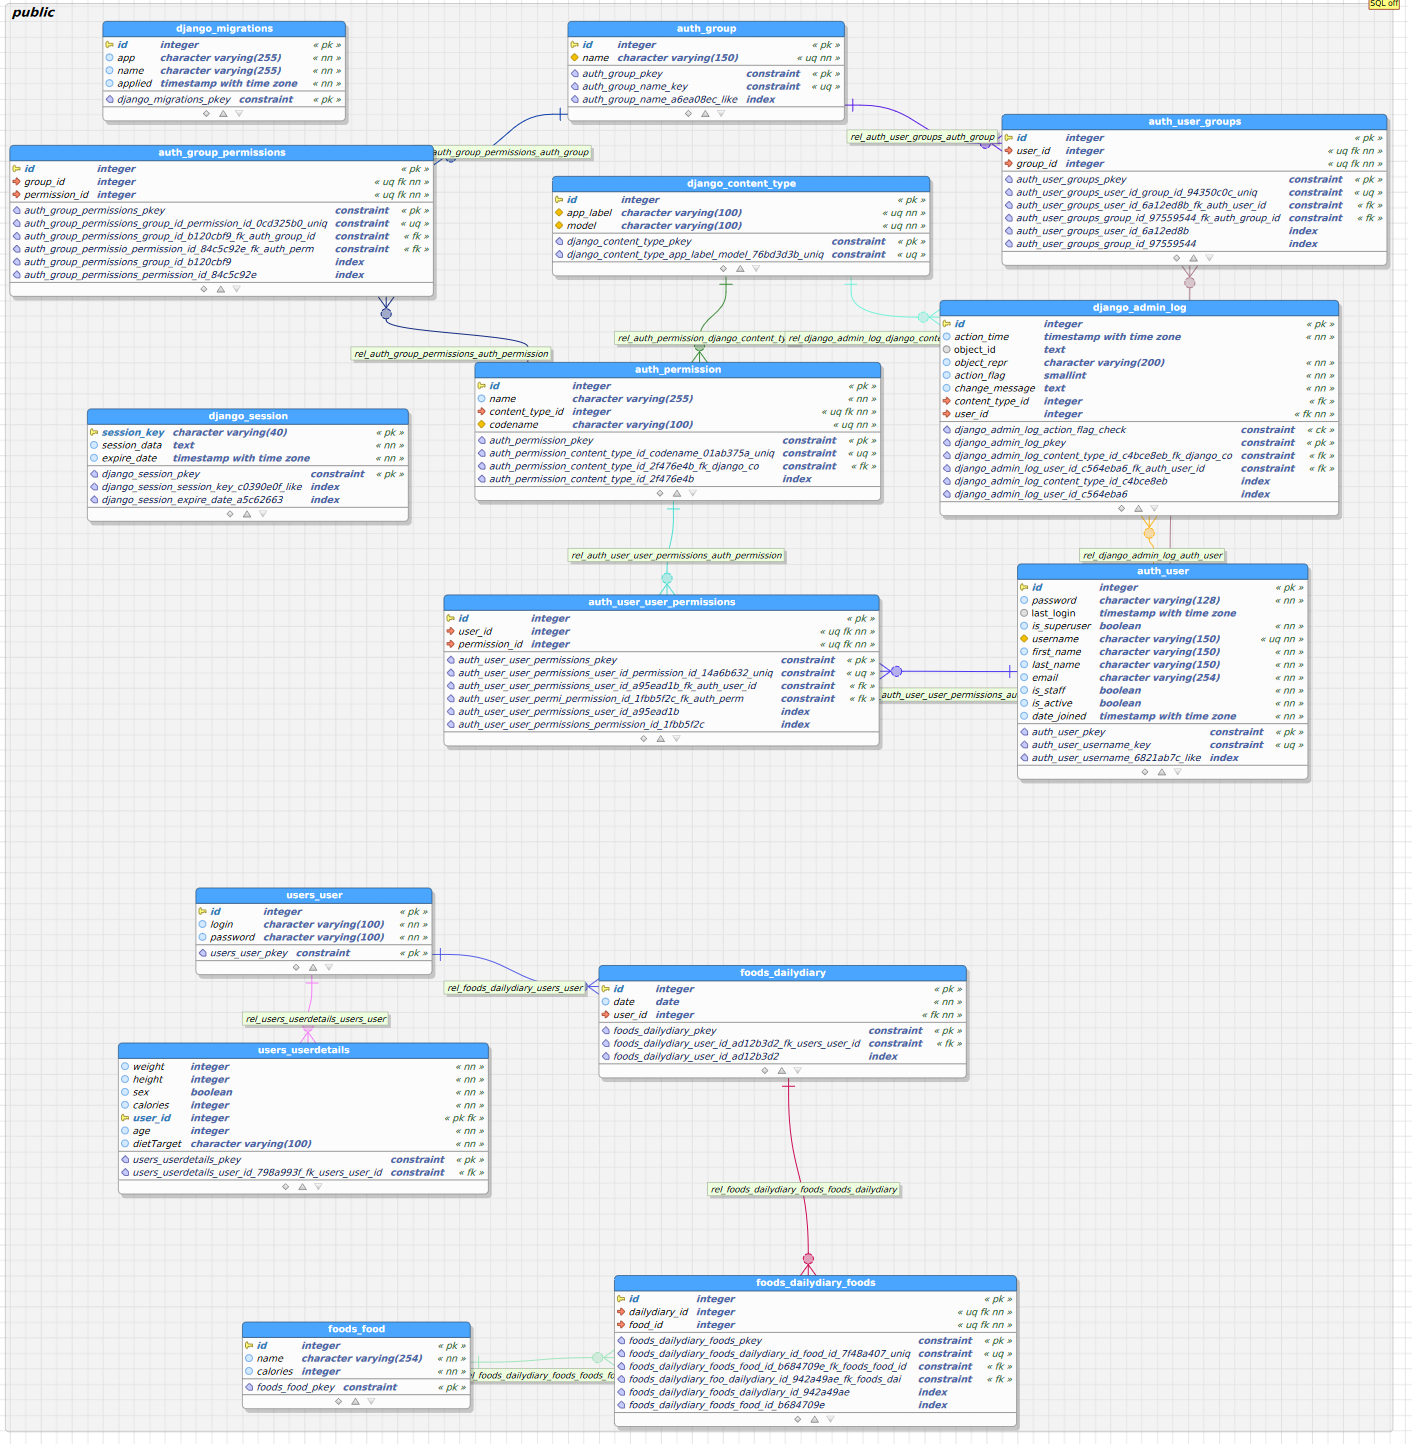 SQL off
public
django_migrations
id integer « pk »
app character varying(255) « nn »
name character varying(255) « nn »
applied timestamp with time zone « nn »
django_migrations_pkey constraint « pk »
auth_group
id integer « pk »
name character varying(150) « uq nn »
auth_group_pkey constraint « pk »
auth_group_name_key constraint « uq »
auth_group_name_a6ea08ec_like index
auth_user_groups
id integer « pk »
user_id integer « uq fk nn »
group_id integer « uq fk nn »
auth_user_groups_pkey constraint « pk »
auth_user_groups_user_id_group_id_94350c0c_uniq constraint « uq »
auth_user_groups_user_id_6a12ed8b_fk_auth_user_id constraint « fk »
auth_user_groups_group_id_97559544_fk_auth_group_id constraint « fk »
auth_user_groups_user_id_6a12ed8b index
auth_user_groups_group_id_97559544 index
rel_auth_user_groups_auth_group
auth_group_permissions_auth_group
auth_group_permissions
id integer « pk »
group_id integer « uq fk nn »
permission_id integer « uq fk nn »
auth_group_permissions_pkey constraint « pk »
auth_group_permissions_group_id_permission_id_0cd325b0_uniq constraint « uq »
auth_group_permissions_group_id_b120cbf9_fk_auth_group_id constraint « fk »
auth_group_permissio_permission_id_84c5c92e_fk_auth_perm constraint « fk »
auth_group_permissions_group_id_b120cbf9 index
auth_group_permissions_permission_id_84c5c92e index
django_content_type
id integer « pk »
app_label character varying(100) « uq nn »
model character varying(100) « uq nn »
django_content_type_pkey constraint « pk »
django_content_type_app_label_model_76bd3d3b_uniq constraint « uq »
django_admin_log
id integer « pk »
action_time timestamp with time zone « nn »
object_id text
object_repr character varying(200) « nn »
action_flag smallint « nn »
change_message text « nn »
content_type_id integer « fk »
user_id integer « fk nn »
django_admin_log_action_flag_check constraint « ck »
django_admin_log_pkey constraint « pk »
django_admin_log_content_type_id_c4bce8eb_fk_django_co constraint « fk »
django_admin_log_user_id_c564eba6_fk_auth_user_id constraint « fk »
django_admin_log_content_type_id_c4bce8eb index
django_admin_log_user_id_c564eba6 index
rel_auth_permission_django_content_ty
rel_django_admin_log_django_conte
rel_auth_group_permissions_auth_permission
auth_permission
id integer « pk »
name character varying(255) « nn »
content_type_id integer « uq fk nn »
codename character varying(100) « uq nn »
auth_permission_pkey constraint « pk »
auth_permission_content_type_id_codename_01ab375a_uniq constraint « uq »
auth_permission_content_type_id_2f476e4b_fk_django_co constraint « fk »
auth_permission_content_type_id_2f476e4b index
django_session
session_key character varying(40) « pk »
session_data text « nn »
expire_date timestamp with time zone « nn »
django_session_pkey constraint « pk »
django_session_session_key_c0390e0f_like index
django_session_expire_date_a5c62663 index
rel_auth_user_user_permissions_auth_permission
rel_django_admin_log_auth_user
auth_user
id integer « pk »
password character varying(128) « nn »
last_login timestamp with time zone
is_superuser boolean « nn »
username character varying(150) « uq nn »
first_name character varying(150) « nn »
last_name character varying(150) « nn »
email character varying(254) « nn »
is_staff boolean « nn »
is_active boolean « nn »
date_joined timestamp with time zone « nn »
auth_user_pkey constraint « pk »
auth_user_username_key constraint « uq »
auth_user_username_6821ab7c_like index
auth_user_user_permissions
id integer « pk »
user_id integer « uq fk nn »
permission_id integer « uq fk nn »
auth_user_user_permissions_pkey constraint « pk »
auth_user_user_permissions_user_id_permission_id_14a6b632_uniq constraint « uq »
auth_user_user_permissions_user_id_a95ead1b_fk_auth_user_id constraint « fk »
auth_user_user_permi_permission_id_1fbb5f2c_fk_auth_perm constraint « fk »
auth_user_user_permissions_user_id_a95ead1b index
auth_user_user_permissions_permission_id_1fbb5f2c index
auth_user_user_permissions_au
users_user
id integer « pk »
login character varying(100) « nn »
password character varying(100) « nn »
users_user_pkey constraint « pk »
rel_foods_dailydiary_users_user
rel_users_userdetails_users_user
foods_dailydiary
id integer « pk »
date date « nn »
user_id integer « fk nn »
foods_dailydiary_pkey constraint « pk »
foods_dailydiary_user_id_ad12b3d2_fk_users_user_id constraint « fk »
foods_dailydiary_user_id_ad12b3d2 index
users_userdetails
weight integer « nn »
height integer « nn »
sex boolean « nn »
calories integer « nn »
user_id integer « pk fk »
age integer « nn »
dietTarget character varying(100) « nn »
users_userdetails_pkey constraint « pk »
users_userdetails_user_id_798a993f_fk_users_user_id constraint « fk »
rel_foods_dailydiary_foods_foods_dailydiary
foods_dailydiary_foods
id integer « pk »
dailydiary_id integer « uq fk nn »
food_id integer « uq fk nn »
foods_dailydiary_foods_pkey constraint « pk »
foods_dailydiary_foods_dailydiary_id_food_id_7f48a407_uniq constraint « uq »
foods_dailydiary_foods_food_id_b684709e_fk_foods_food_id constraint « fk »
foods_dailydiary_foo_dailydiary_id_942a49ae_fk_foods_dai constraint « fk »
foods_dailydiary_foods_dailydiary_id_942a49ae index
foods_dailydiary_foods_food_id_b684709e index
foods_food
id integer « pk »
name character varying(254) « nn »
calories integer « nn »
foods_food_pkey constraint « pk »
l_foods_dailydiary_foods_foods_fo